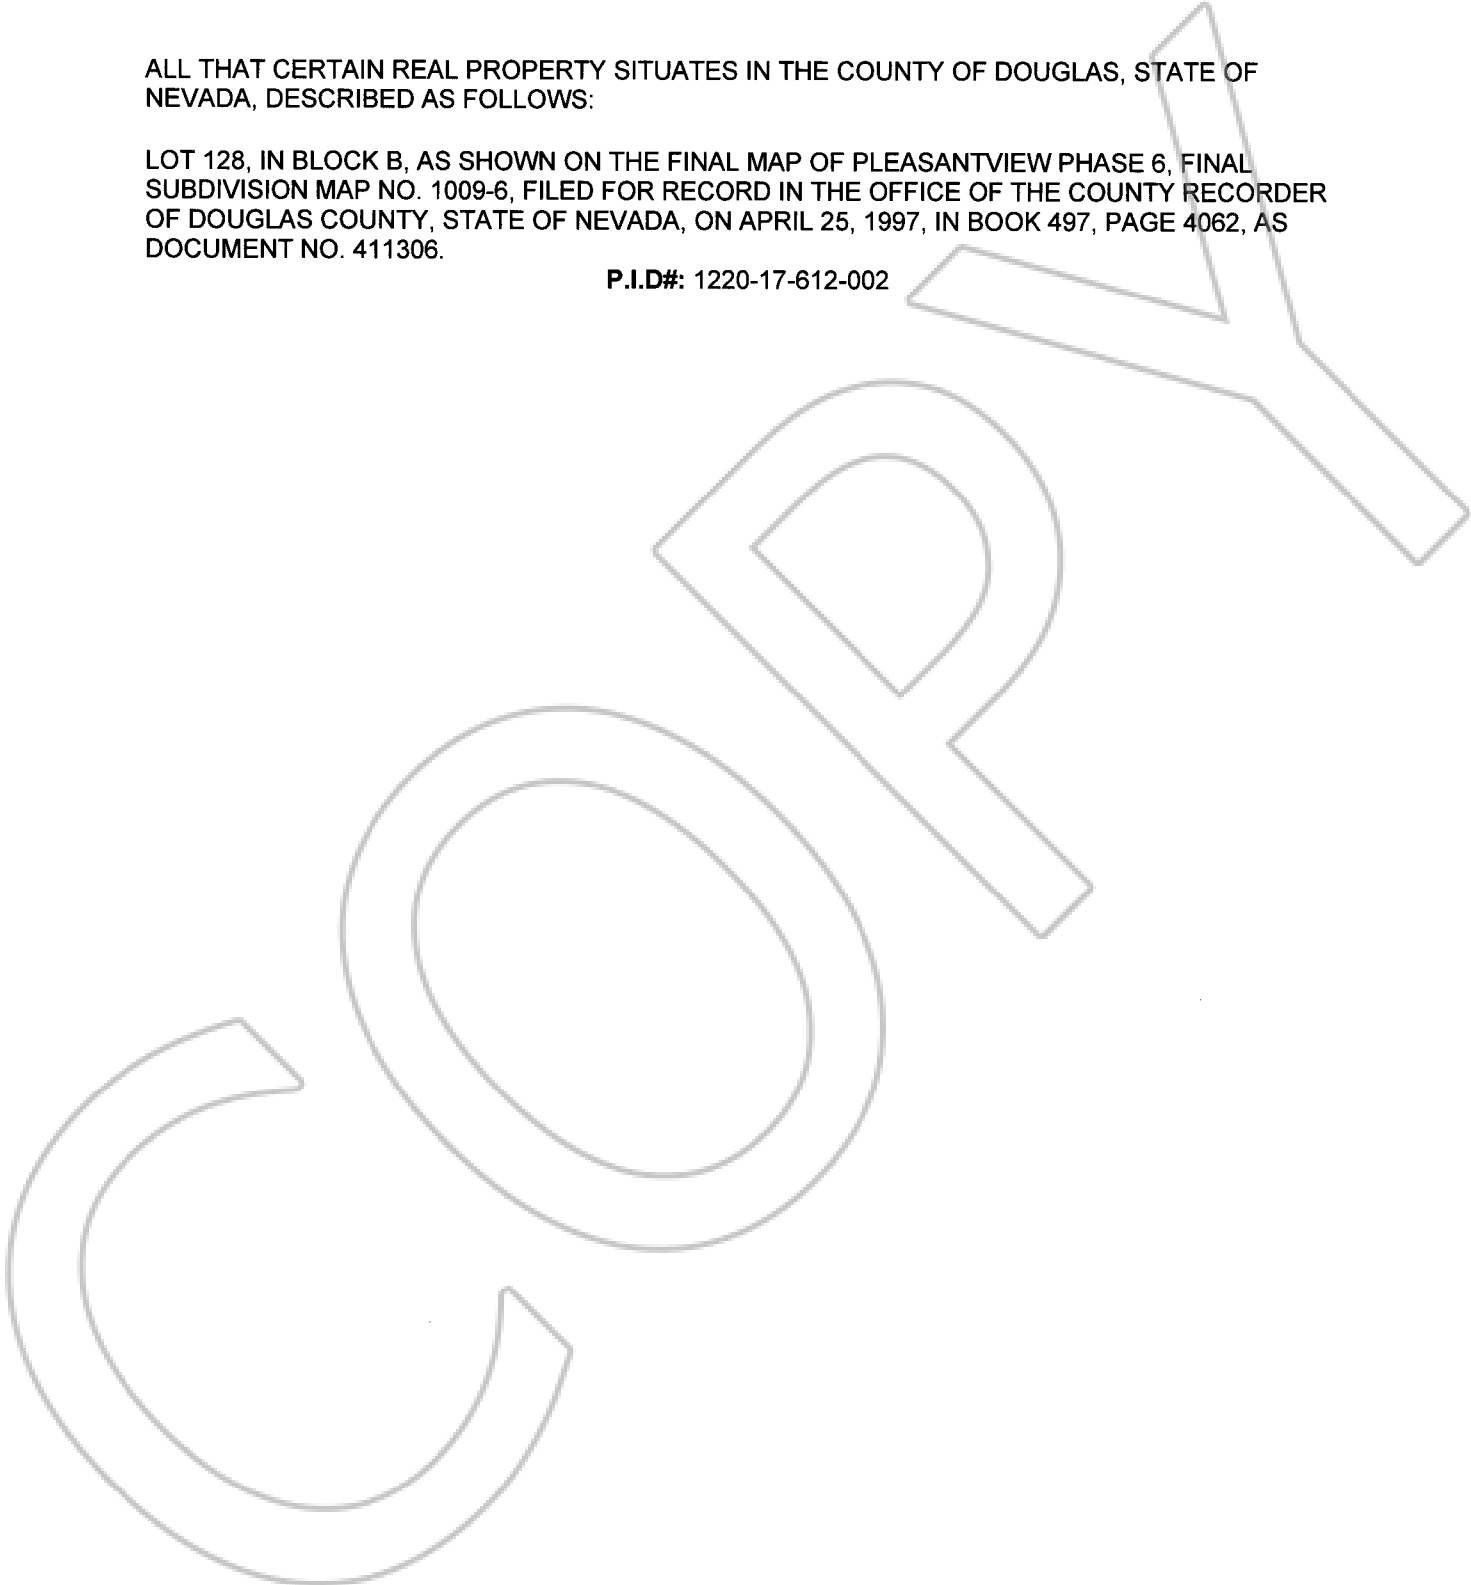 ALL THAT CERTAIN REAL PROPERTY SITUATES IN THE COUNTY OF DOUGLAS, STATE OF
NEVADA, DESCRIBED AS FOLLOWS:
LOT 128, IN BLOCK B, AS SHOWN ON THE FINAL MAP OF PLEASANTVIEW PHASE 6, FINAL
SUBDIVISION MAP NO. 1009-6, FILED FOR RECORD IN THE OFFICE OF THE COUNTY RECORDER
OF DOUGLAS COUNTY, STATE OF NEVADA, ON APRIL 25, 1997, IN BOOK 497, PAGE 4062, AS
DOCUMENT NO. 411306.
P.I.D#: 1220-17-612-002
COPY